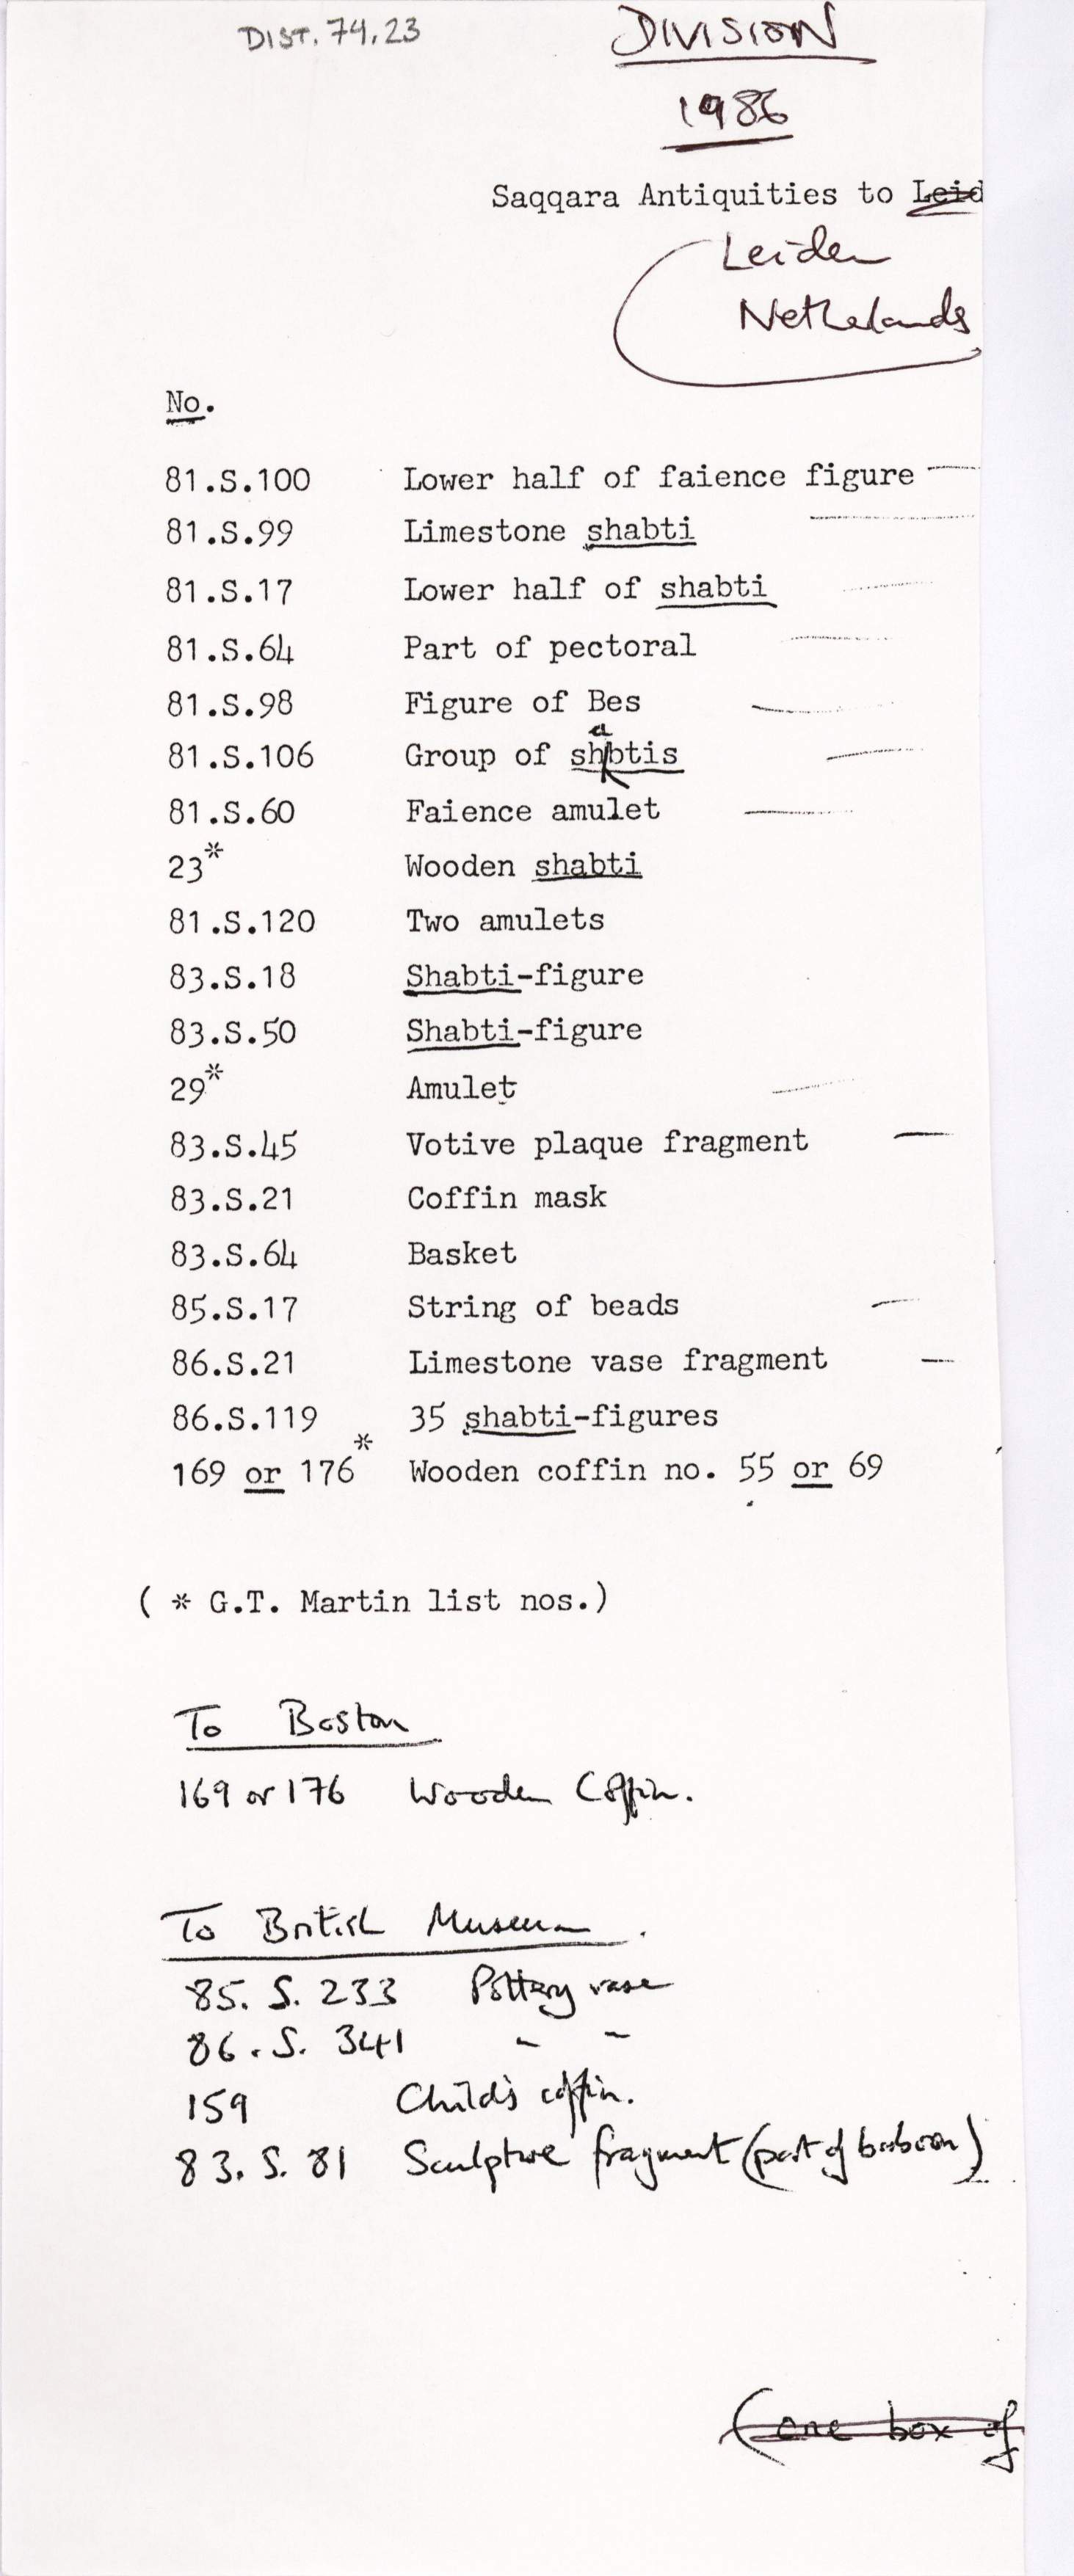 DIST. 74.23
DIVISION
1986
Saqqara Antiquities to Leid
Leiden
Netherlands
No.
81.S.100 Lower half of faience figure
81.S.99 Limestone shabti
81.S.17 Lower half of shabti
81.S.64 Part of pectoral
81.S.98 Figure of Bes
81.S.106 Group of shabtis
81.S.60 Faience amulet
23* Wooden shabti
81.S.120 Two amulets
83.S.18 Shabti-figure
83.S.50 Shabti-figure
29* Amulet
83.S.45 Votive plaque fragment
83.S.21 Coffin mask
83.S.64 Basket
85.S.17 String of beads
86.S.21 Limestone vase fragment
86.S.119 35 shabti-figures
169 or 176* Wooden coffin no. 55 or 69
( * G.T. Martin list nos.)
To Boston
169 or 176 Wooden Coffin.
To British Museum.
85. S. 233 Pottery vase
86. S. 341 - -
159 Child's coffin.
83. S. 81 Sculpture fragment (part of baboon)
(one box of